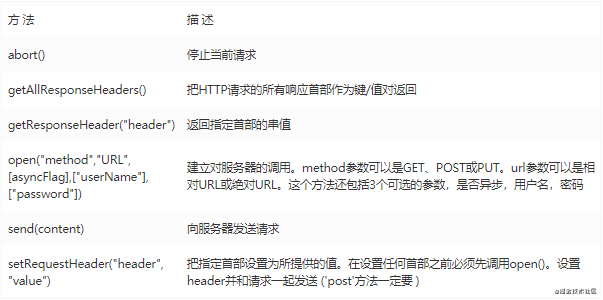 方 法 描 述
abort() 停止当前请求
getAllResponseHeaders() 把HTTP请求的所有响应首部作为键/值对返回
getResponseHeader("header") 返回指定首部的串值
open("method","URL",
[asyncFlag],["userName"],
["password"])
建立对服务器的调用。method参数可以是GET、POST或PUT。url参数可以是相
对URL或绝对URL。这个方法还包括3个可选的参数，是否异步，用户名，密码
send(content) 向服务器发送请求
setRequestHeader("header",
"value")
把指定首部设置为所提供的值。在设置任何首部之前必须先调用open()。设置
header并和请求一起发送 ('post'方法一定要 )
@掘金技术社区